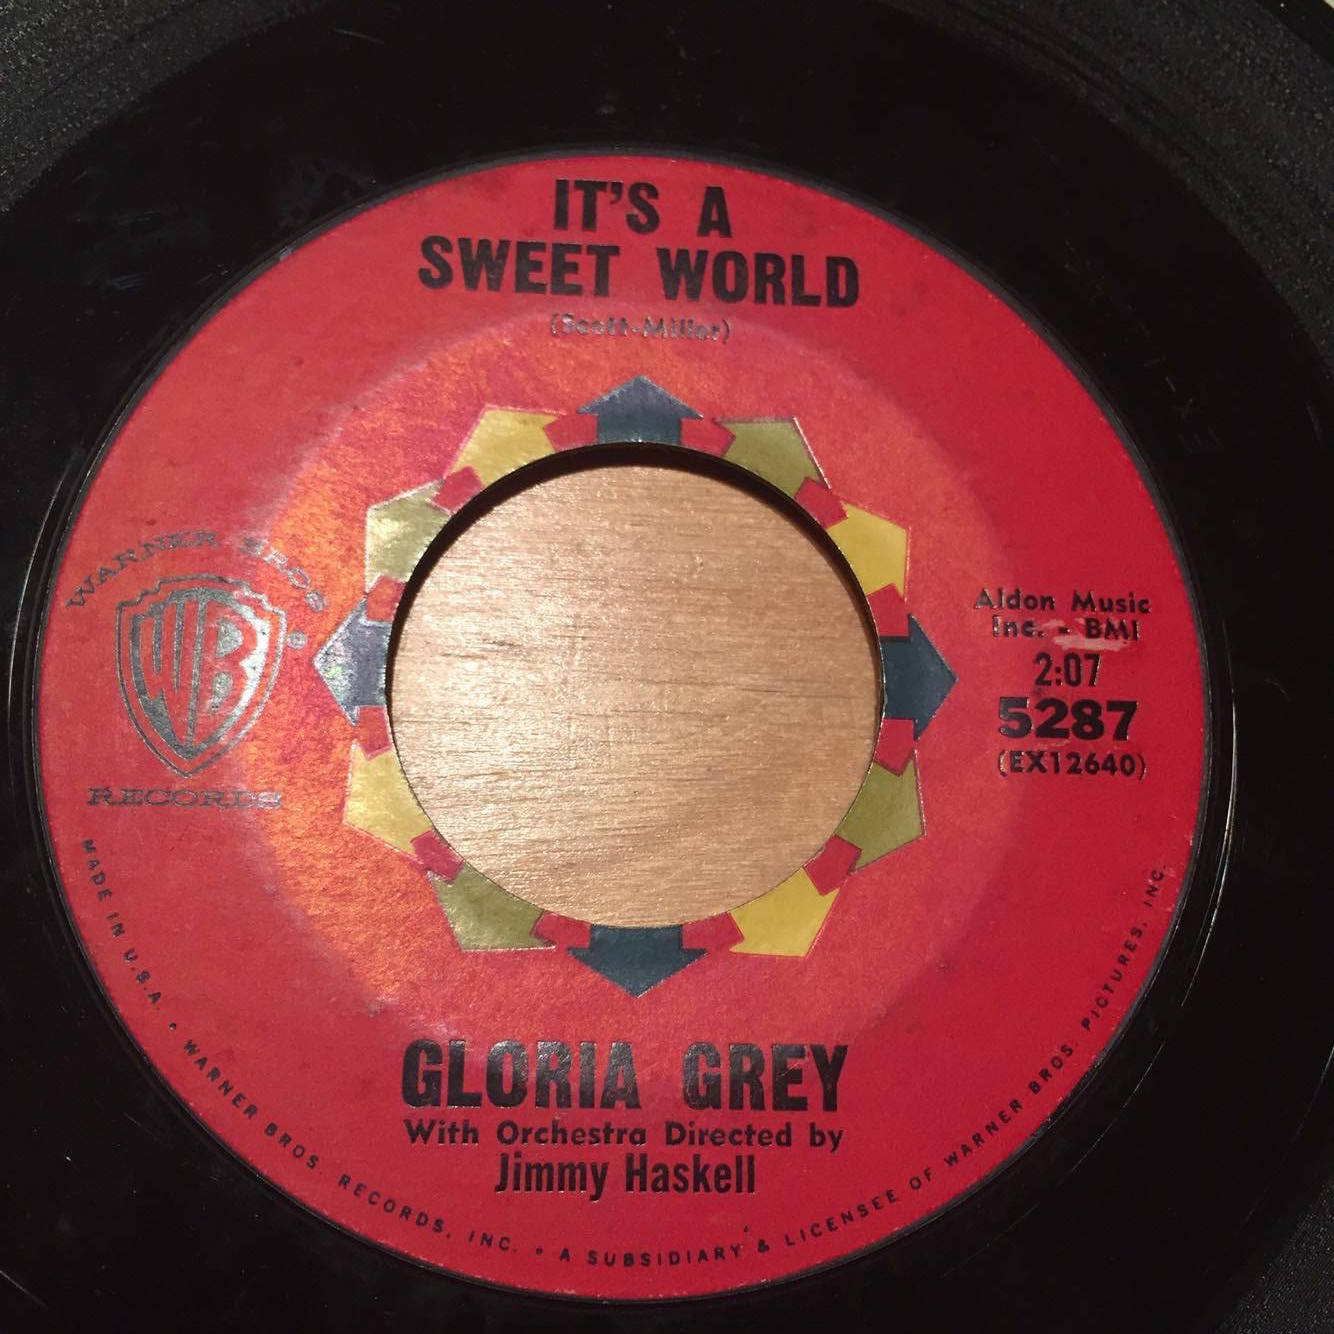 IT'S A
SWEET WORLD
(Scott-Miller)
WARNER BROS
WB
®
RECORDS
Aldon Music
Inc. - BMI
2:07
5287
(EX12640)
GLORIA GREY
With Orchestra Directed by
Jimmy Haskell
MADE IN U.S.A. • WARNER BROS. RECORDS, INC. • A SUBSIDIARY & LICENSEE OF WARNER BROS. PICTURES, INC.